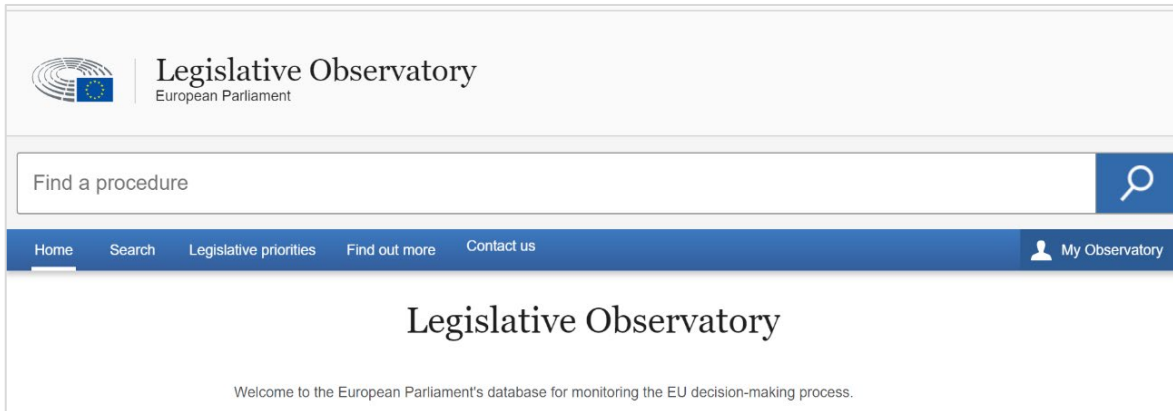 Legislative Observatory
European Parliament
Find a procedure
Home Search Legislative priorities Find out more Contact us My Observatory
Legislative Observatory
Welcome to the European Parliament's database for monitoring the EU decision-making process.